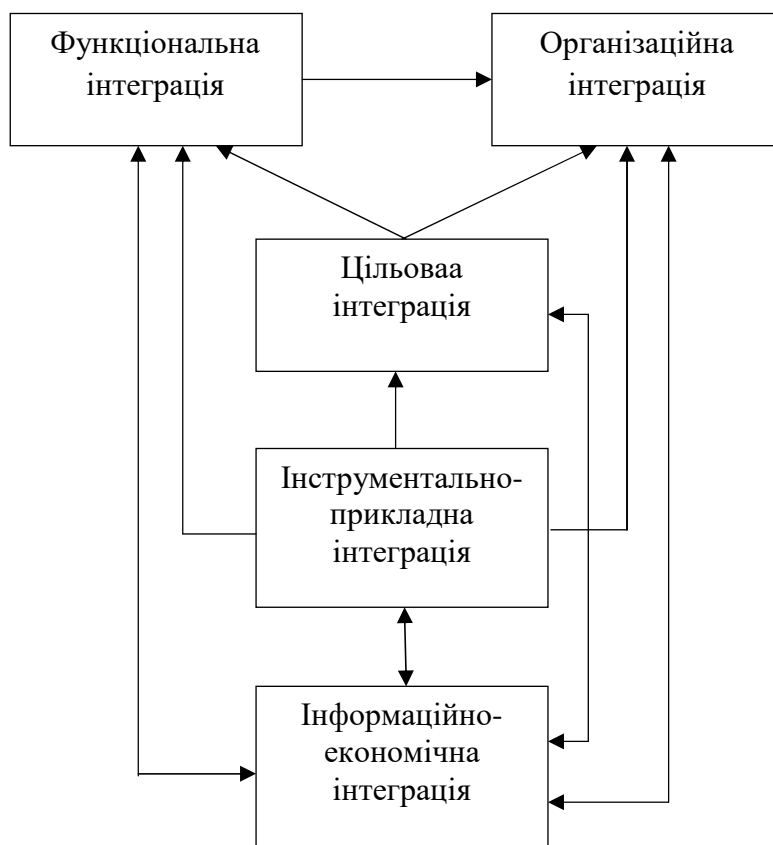 Функціональна
інтеграція
Організаційна
інтеграція
Цільоваа
інтеграція
Інструментально-
прикладна
інтеграція
Інформаційно-
економічна
інтеграція